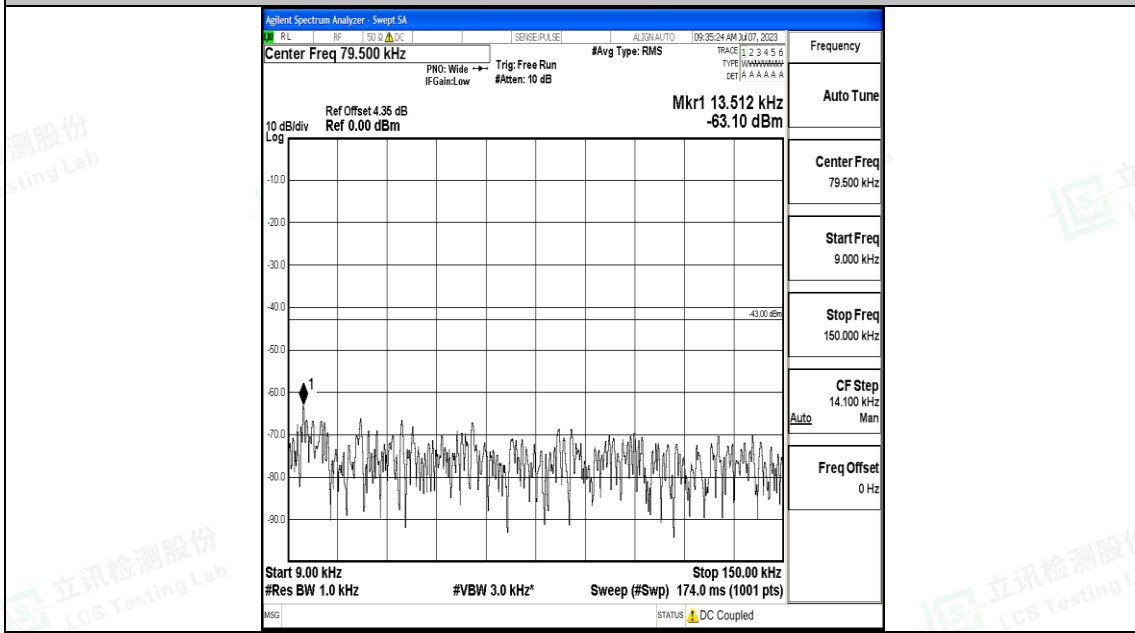 Agilent Spectrum Analyzer - Swept SA
RL RF 50 Ω DC SENSE:PULSE ALIGN AUTO 09:35:24 AM Jul 07, 2023
Center Freq 79.500 kHz
#Avg Type: RMS
TRACE 1 2 3 4 5 6
PNO: Wide
Trig: Free Run
TYPE
IFGain:Low
#Atten: 10 dB
DET A A A A A A
Mkr1 13.512 kHz
-63.10 dBm
Ref Offset 4.35 dB
10 dB/div Ref 0.00 dBm
Log
-10.0
-20.0
-30.0
-40.0
-43.00 dBm
-50.0
-60.0
1
-70.0
-80.0
-90.0
Start 9.00 kHz
Stop 150.00 kHz
#Res BW 1.0 kHz
#VBW 3.0 kHz*
Sweep (#Swp) 174.0 ms (1001 pts)
MSG
STATUS
DC Coupled
Frequency
Auto Tune
Center Freq
79.500 kHz
Start Freq
9.000 kHz
Stop Freq
150.000 kHz
CF Step
14.100 kHz
Auto Man
Freq Offset
0 Hz
立讯检测股份
LCS Testing Lab
立讯检测股份
LCS Testing L
测股份
sting Lab
立